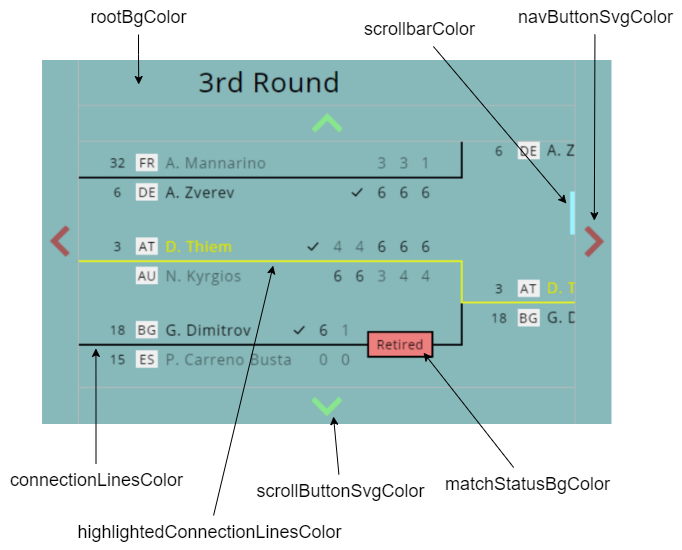 rootBgColor
navButtonSvgColor
scrollbarColor
3rd Round
6 DE A. Z
32 FR A. Mannarino 3 3 1
6 DE A. Zverev ✓ 6 6 6
3 AT D. Thiem ✓ 4 4 6 6 6
AU N. Kyrgios 6 6 3 4 4
3 AT D. T
18 BG G. D
18 BG G. Dimitrov ✓ 6 1
Retired
15 ES P. Carreno Busta 0 0
connectionLinesColor
scrollButtonSvgColor
matchStatusBgColor
highlightedConnectionLinesColor